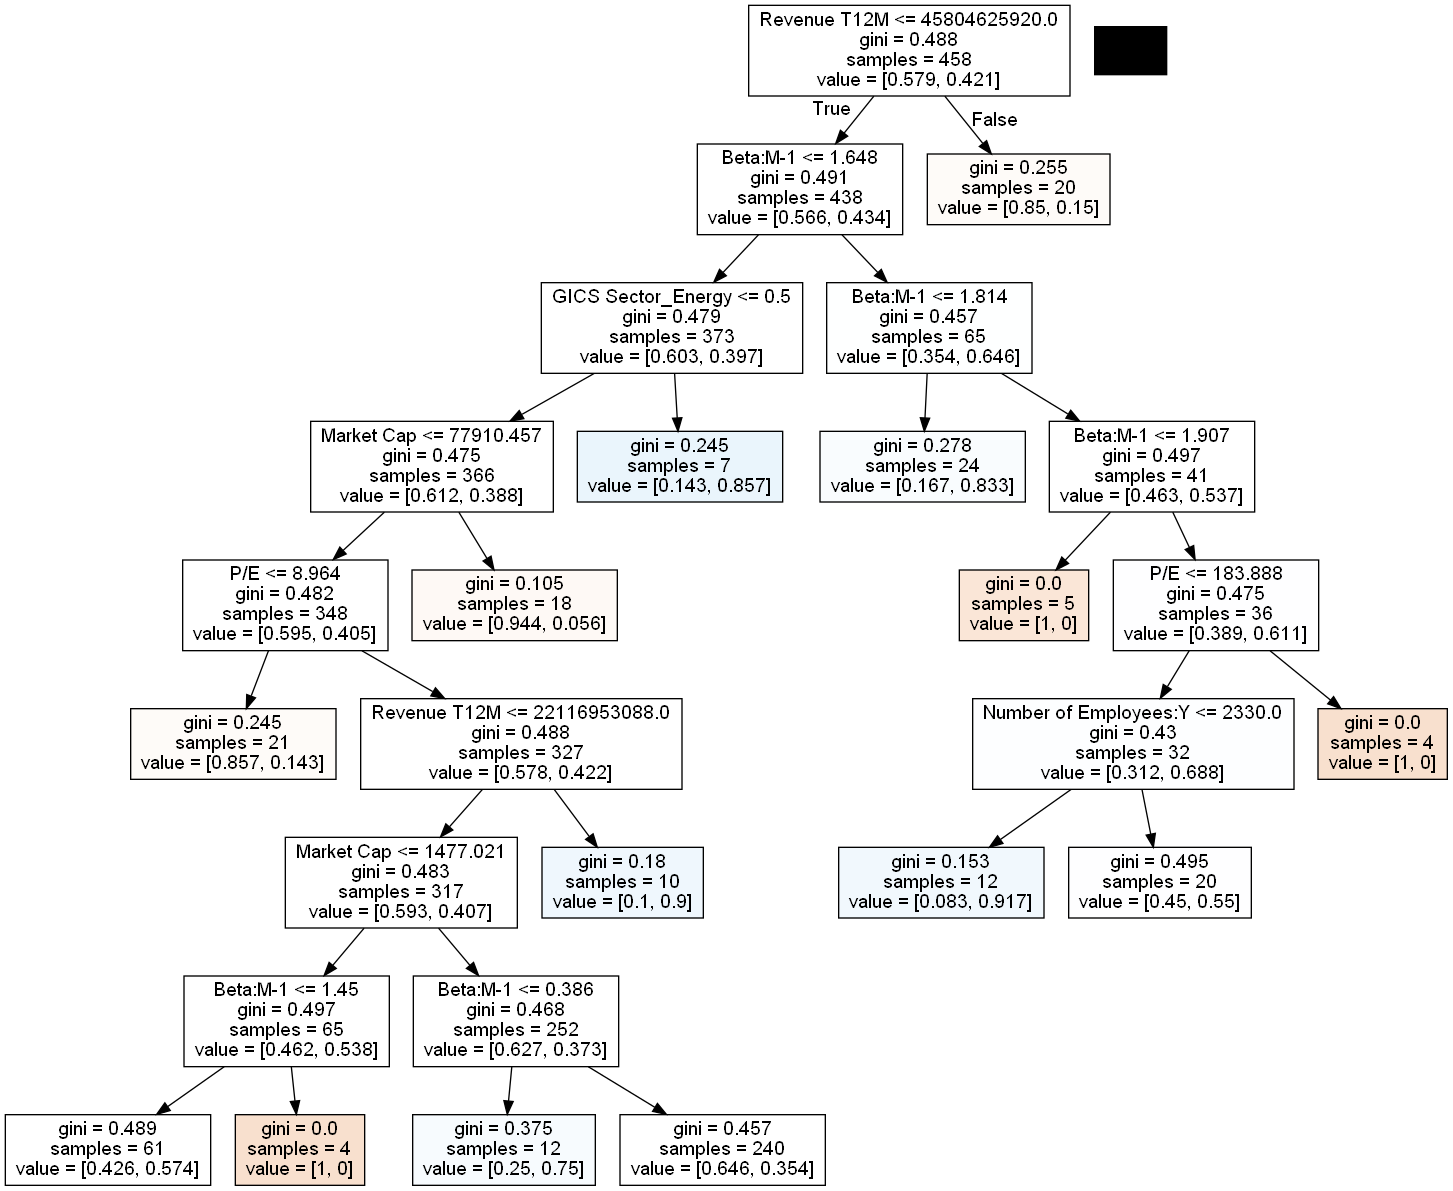 Revenue T12M <= 45804625920.0
gini = 0.488
samples = 458
value = [0.579, 0.421]
True
False
Beta:M-1 <= 1.648
gini = 0.491
samples = 438
value = [0.566, 0.434]
gini = 0.255
samples = 20
value = [0.85, 0.15]
GICS Sector_Energy <= 0.5
gini = 0.479
samples = 373
value = [0.603, 0.397]
Beta:M-1 <= 1.814
gini = 0.457
samples = 65
value = [0.354, 0.646]
Market Cap <= 77910.457
gini = 0.475
samples = 366
value = [0.612, 0.388]
gini = 0.245
samples = 7
value = [0.143, 0.857]
gini = 0.278
samples = 24
value = [0.167, 0.833]
Beta:M-1 <= 1.907
gini = 0.497
samples = 41
value = [0.463, 0.537]
P/E <= 8.964
gini = 0.482
samples = 348
value = [0.595, 0.405]
gini = 0.105
samples = 18
value = [0.944, 0.056]
gini = 0.0
samples = 5
value = [1, 0]
P/E <= 183.888
gini = 0.475
samples = 36
value = [0.389, 0.611]
gini = 0.245
samples = 21
value = [0.857, 0.143]
Revenue T12M <= 22116953088.0
gini = 0.488
samples = 327
value = [0.578, 0.422]
Number of Employees:Y <= 2330.0
gini = 0.43
samples = 32
value = [0.312, 0.688]
gini = 0.0
samples = 4
value = [1, 0]
Market Cap <= 1477.021
gini = 0.483
samples = 317
value = [0.593, 0.407]
gini = 0.18
samples = 10
value = [0.1, 0.9]
gini = 0.153
samples = 12
value = [0.083, 0.917]
gini = 0.495
samples = 20
value = [0.45, 0.55]
Beta:M-1 <= 1.45
gini = 0.497
samples = 65
value = [0.462, 0.538]
Beta:M-1 <= 0.386
gini = 0.468
samples = 252
value = [0.627, 0.373]
gini = 0.489
samples = 61
value = [0.426, 0.574]
gini = 0.0
samples = 4
value = [1, 0]
gini = 0.375
samples = 12
value = [0.25, 0.75]
gini = 0.457
samples = 240
value = [0.646, 0.354]